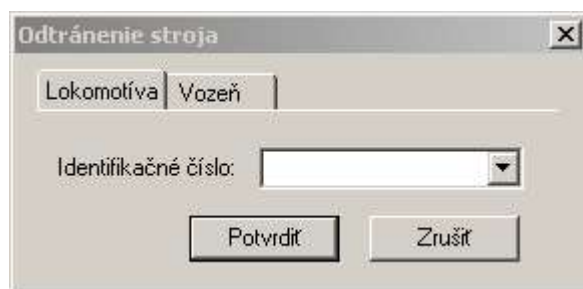 Odtránenie stroja
Lokomotíva Vozeň
Identifikačné číslo:
Potvrdiť Zrušiť